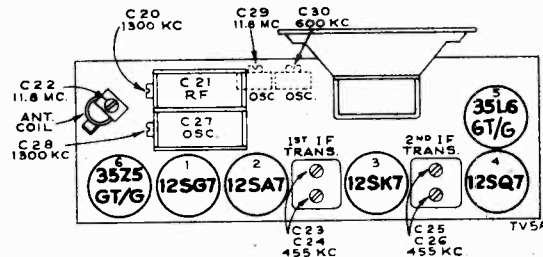 C20
1300 KC
C29
11.8 MC
C30
600 KC
C22
11.8 MC.
ANT.
COIL
C28
1300 KC
C21
RF
C27
OSC.
OSC
OSC.
5
35L6
GT/G
1ST IF
TRANS.
2ND IF
TRANS.
6
35Z5
GT/G
1
12SG7
2
12SA7
3
12SK7
4
12SQ7
C23
C24
455 KC
C25
C26
455 KC